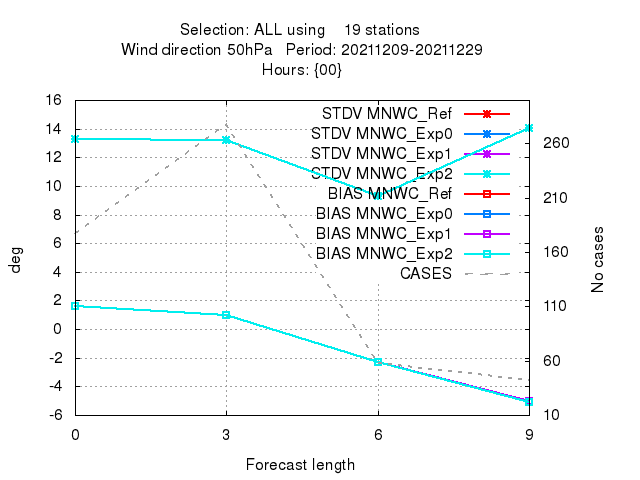 Selection: ALL using    19 stations
Wind direction 50hPa   Period: 20211209-20211229
Hours: {00}
STDV MNWC_Ref
STDV MNWC_Exp0
STDV MNWC_Exp1
STDV MNWC_Exp2
BIAS MNWC_Ref
BIAS MNWC_Exp0
BIAS MNWC_Exp1
BIAS MNWC_Exp2
CASES
16
14
12
10
8
6
4
2
0
-2
-4
-6
deg
260
210
160
110
60
10
No cases
0 3 6 9
Forecast length